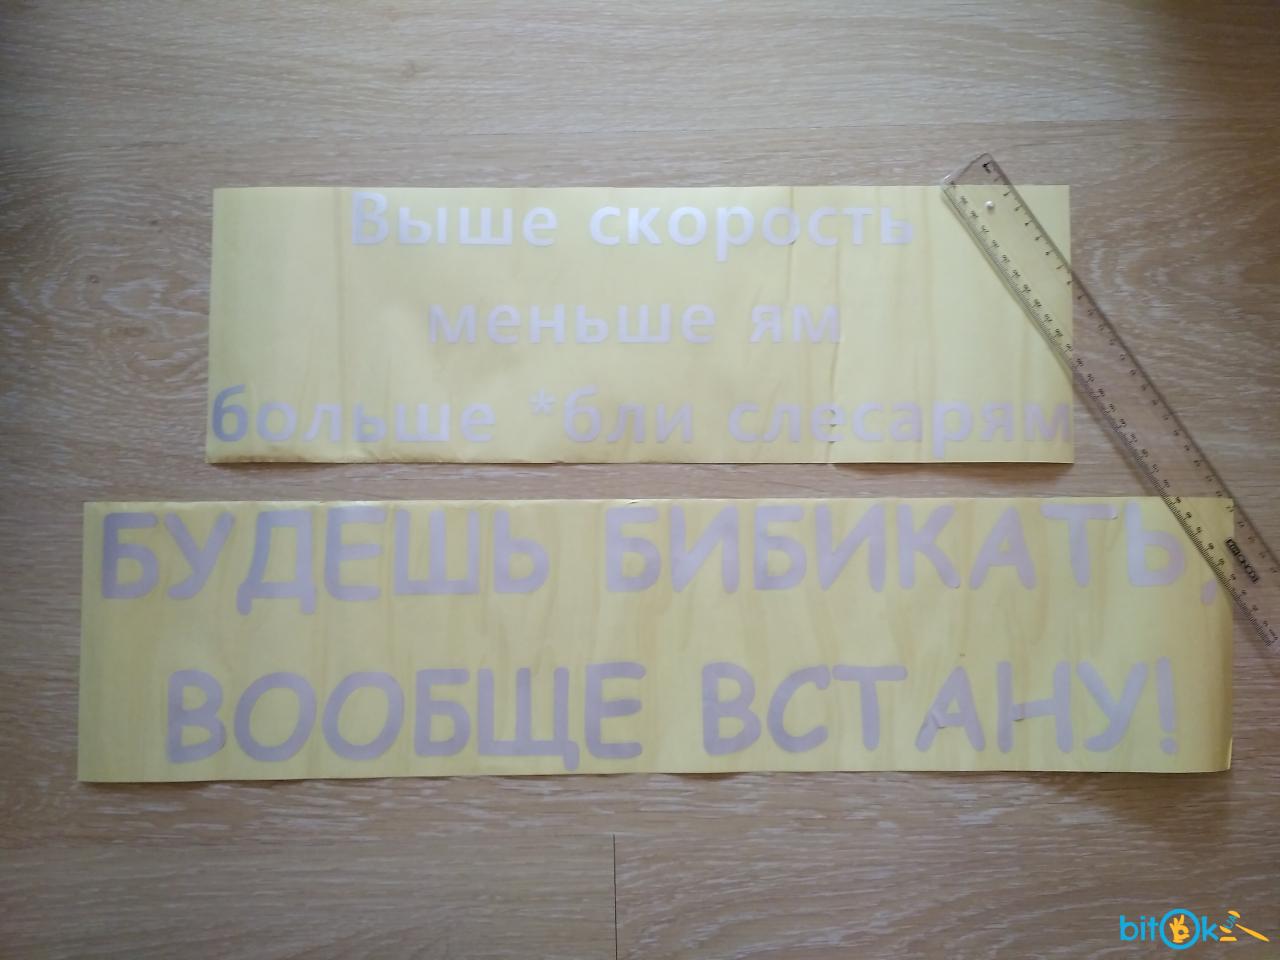 Выше скорость
меньше ям
больше *бли слесарям
БУДЕШЬ БИБИКАТЬ,
ВООБЩЕ ВСТАНУ!
bitOk